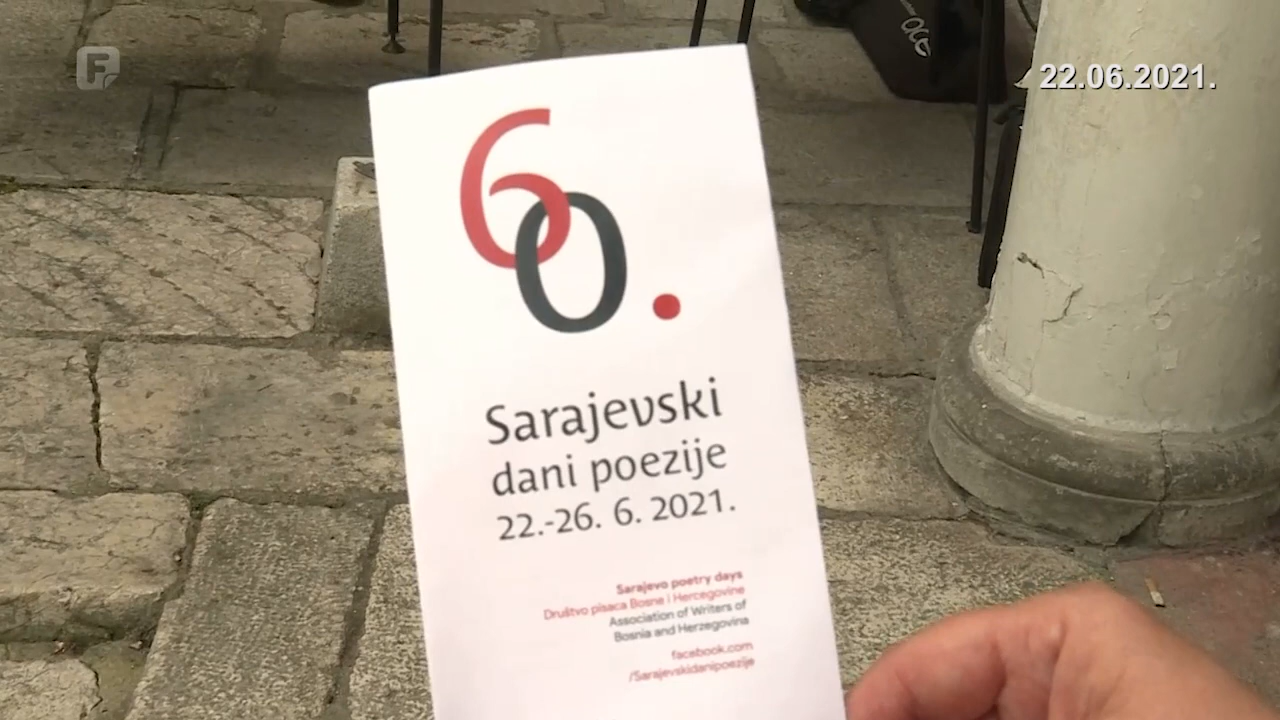 F
22.06.2021.
60.
Sarajevski
dani poezije
22.-26. 6. 2021.
Sarajevo poetry days
Društvo pisaca Bosne i Hercegovine
Association of Writers of
Bosnia and Herzegovina
facebook.com
/Sarajevskidanipoezije